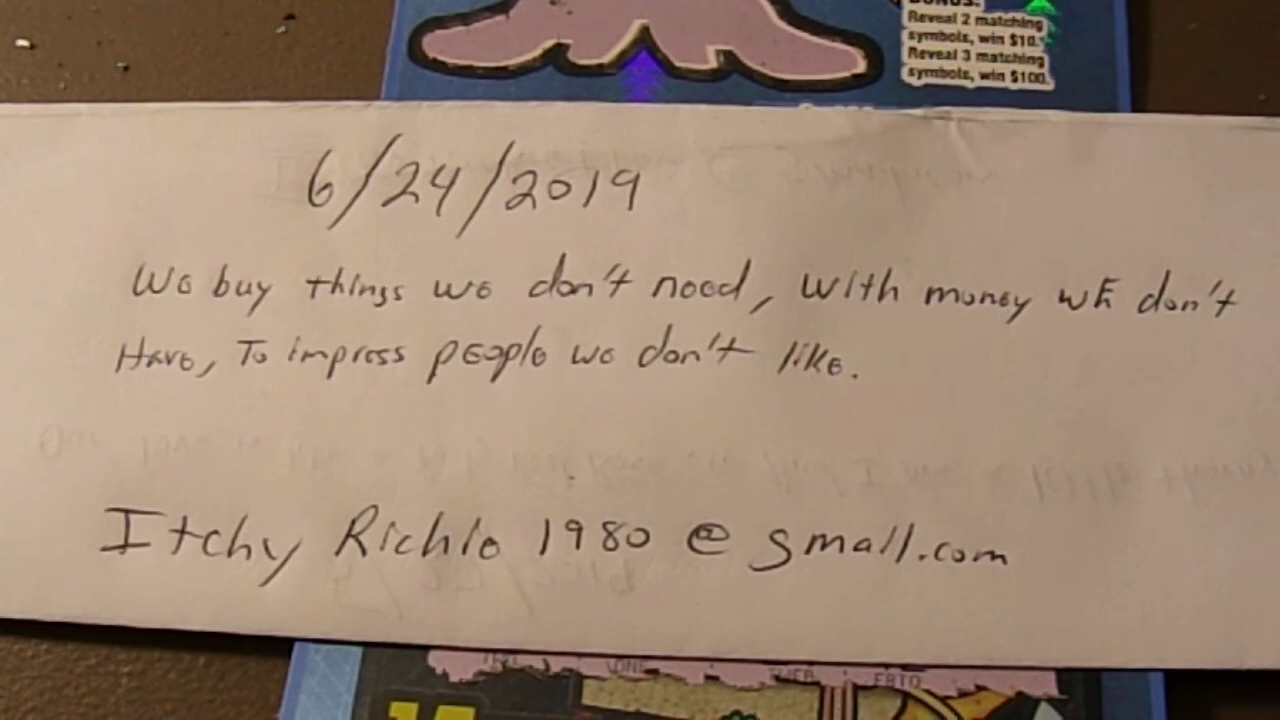 BONUS:
Reveal 2 matching
symbols, win $10.
Reveal 3 matching
symbols, win $100.
6/24/2019
We buy things we don't need, with money wE don't
Have, To impress people we don't like.
Itchy Richie 1980 @ gmail.com